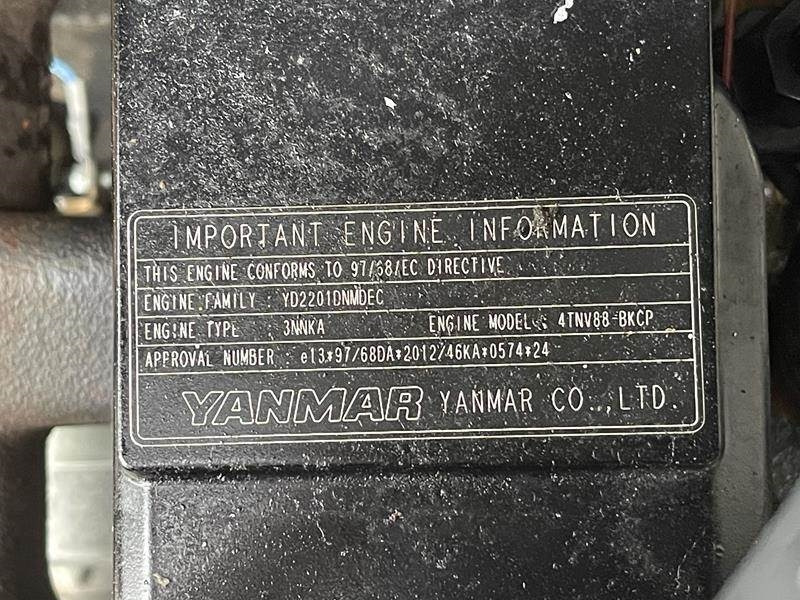 IMPORTANT ENGINE INFORMATION
THIS ENGINE CONFORMS TO 97/68/EC DIRECTIVE
ENGINE FAMILY : YD2201DNMDEC
ENGINE TYPE : 3NNKA ENGINE MODEL : 4TNV88-BKCP
APPROVAL NUMBER : e13*97/68DA*2012/46KA*0574*24
YANMAR YANMAR CO.,LTD.